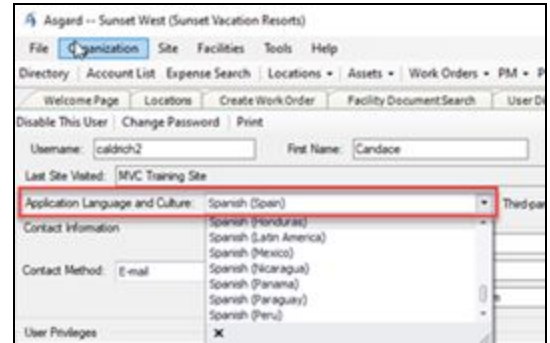 Asgard -- Sunset West (Sunset Vacation Resorts)
File Organization Site Facilities Tools Help
Directory Account List Expense Search Locations Assets Work Orders PM P
Welcome Page Locations Create Work Order Facility Document Search User Di
Disable This User Change Password Print
Username: caldrich2 First Name: Candace
Last Site Visited: MVC Training Site
Application Language and Culture: Spanish (Spain) Third-par
Spanish (Honduras)
Contact Information
Spanish (Latin America)
Spanish (Mexico)
Contact Method: E-mail
Spanish (Nicaragua)
Spanish (Panama)
Spanish (Paraguay)
Spanish (Peru)
User Privileges